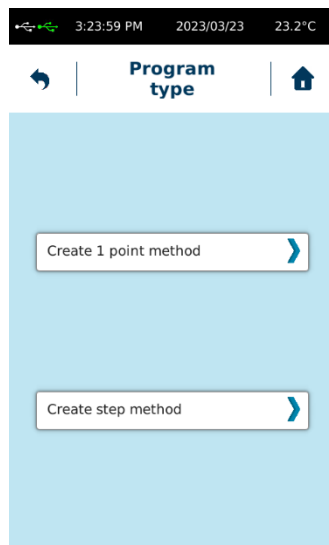 3:23:59 PM 2023/03/23 23.2°C
Program
type
Create 1 point method
Create step method